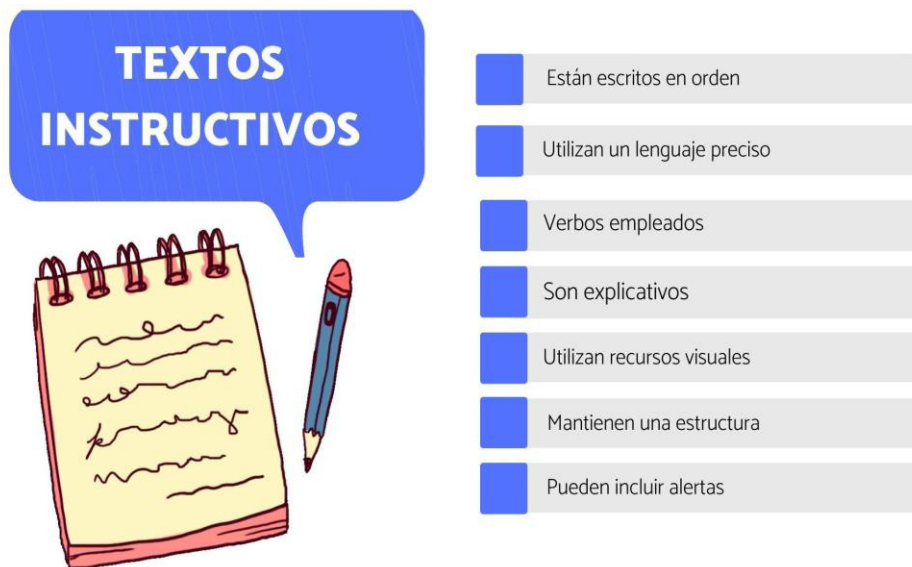 TEXTOS
INSTRUCTIVOS
Están escritos en orden
Utilizan un lenguaje preciso
Verbos empleados
Son explicativos
Utilizan recursos visuales
Mantienen una estructura
Pueden incluir alertas